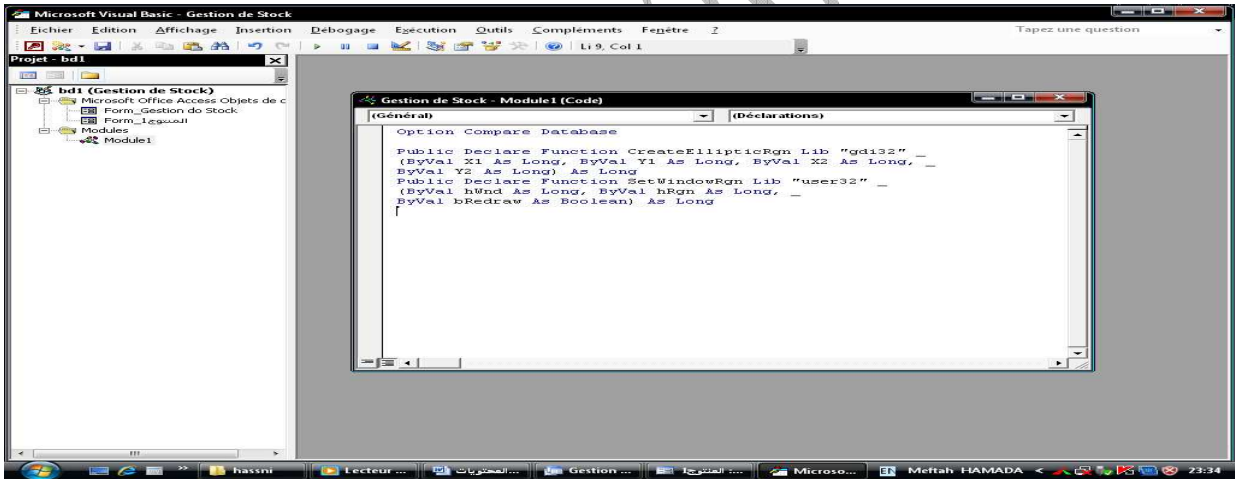 Microsoft Visual Basic - Gestion de Stock
Fichier Edition Affichage Insertion Débogage Exécution Outils Compléments Fenêtre ? Tapez une question
Li 9, Col 1
Projet - bd1
bd1 (Gestion de Stock)
Microsoft Office Access Objets de c
Form_Gestion do Stock
Form_المنتوج1
Modules
Module1
Gestion de Stock - Module1 (Code)
(Général) (Déclarations)
Option Compare Database
Public Declare Function CreateEllipticRgn Lib "gdi32" _
(ByVal X1 As Long, ByVal Y1 As Long, ByVal X2 As Long, _
ByVal Y2 As Long) As Long
Public Declare Function SetWindowRgn Lib "user32" _
(ByVal hWnd As Long, ByVal hRgn As Long, _
ByVal bRedraw As Boolean) As Long
hassni Lecteur ... المحتويات... Gestion ... المنتوج1 :... Microso... EN Meftah HAMADA < 23:34